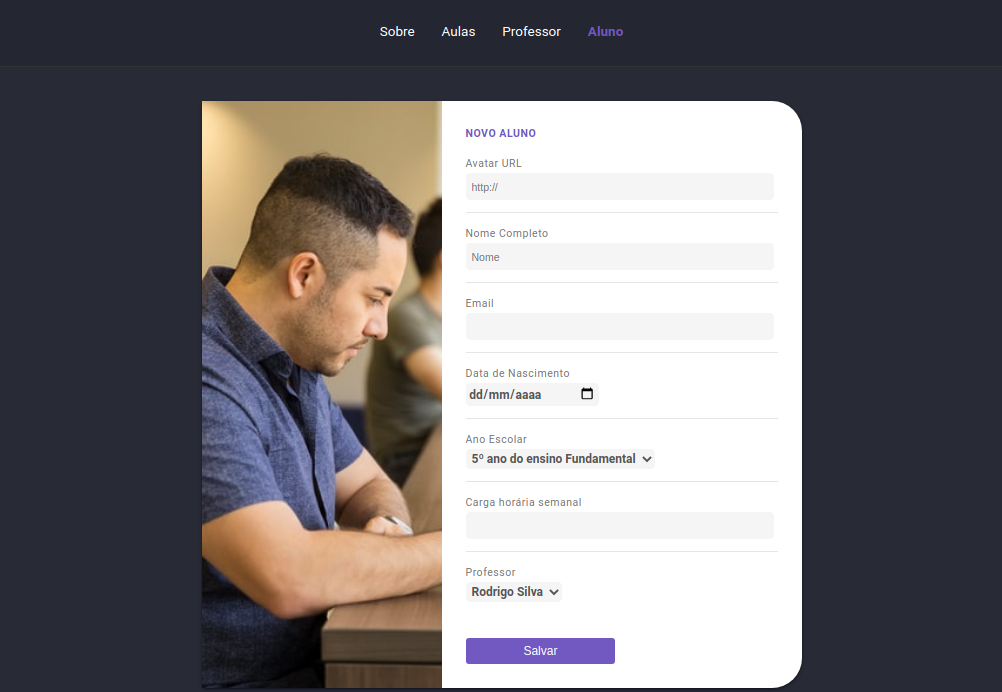 Sobre Aulas Professor Aluno
NOVO ALUNO
Avatar URL
http://
Nome Completo
Nome
Email
Data de Nascimento
dd/mm/aaaa
Ano Escolar
5º ano do ensino Fundamental
Carga horária semanal
Professor
Rodrigo Silva
Salvar